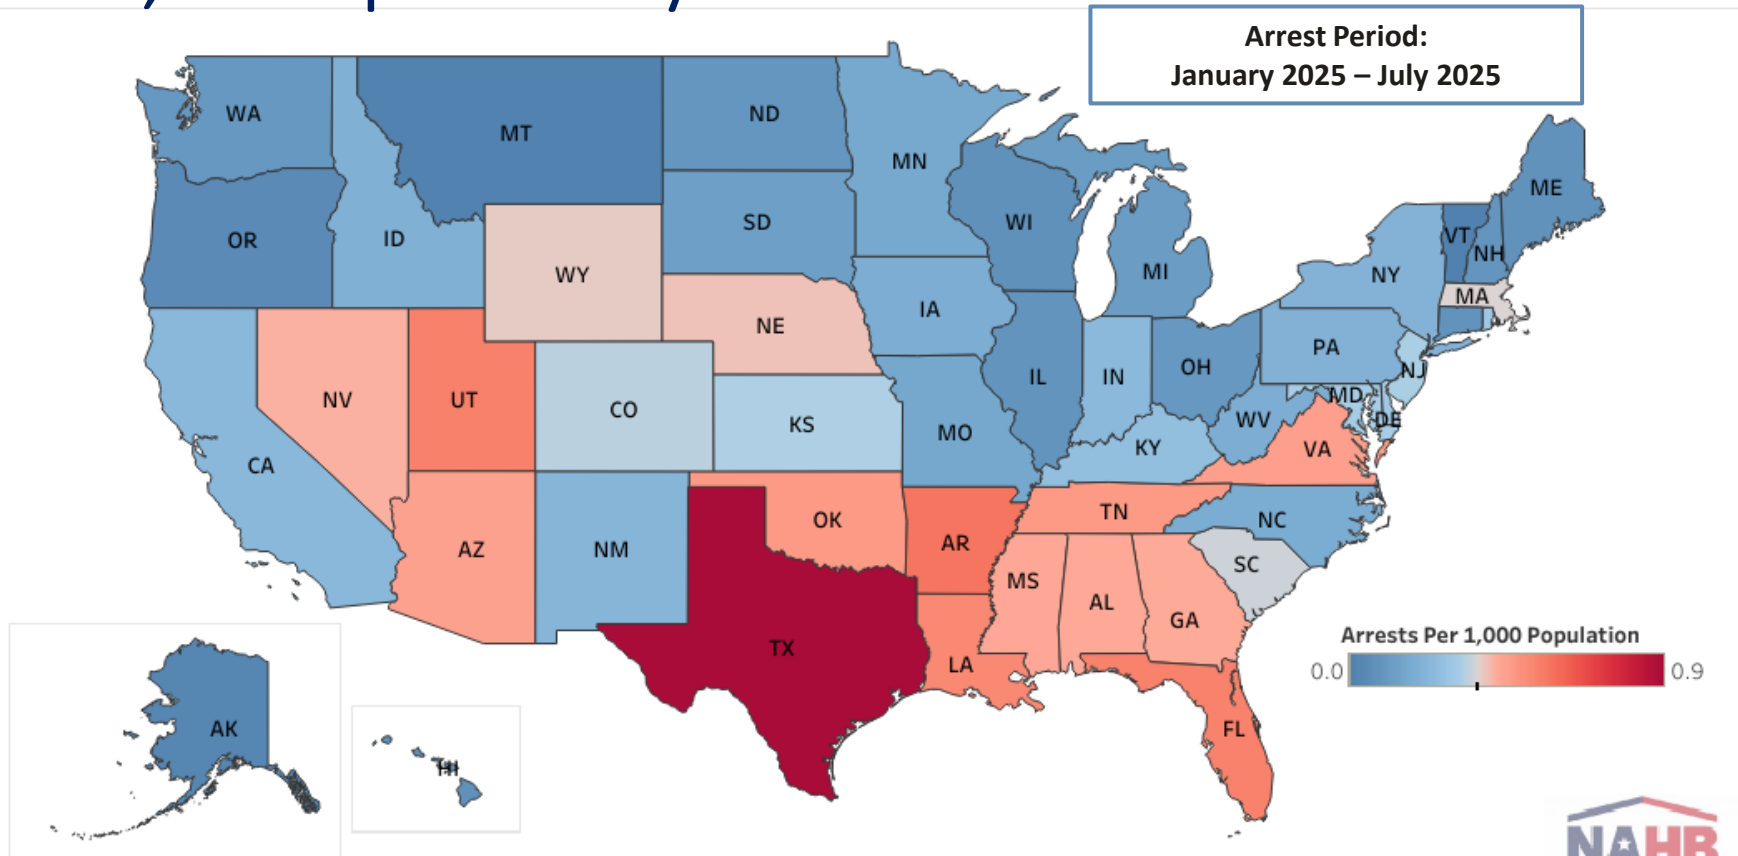 Arrest Period:
January 2025 – July 2025
WA
MT
ND
MN
OR
ID
SD
WI
MI
ME
VT
NH
WY
NY
MA
NE
IA
PA
NV
UT
CO
KS
IL
IN
OH
NJ
MD
DE
WV
CA
MO
KY
VA
AZ
NM
OK
AR
TN
NC
SC
MS
AL
GA
TX
LA
FL
AK
HI
Arrests Per 1,000 Population
0.0
0.9
NAHB